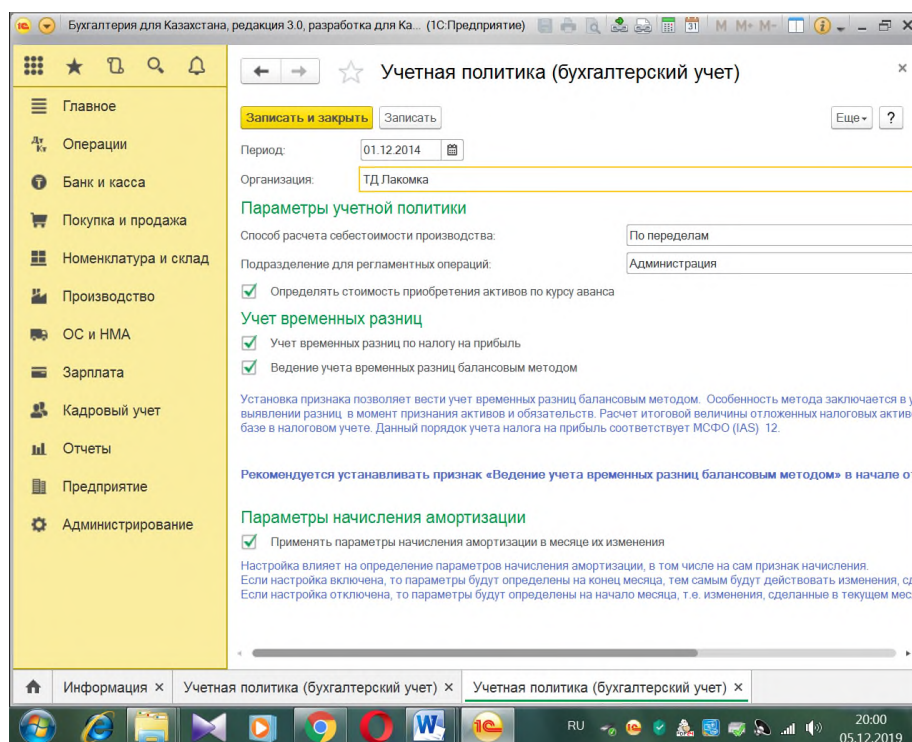 Бухгалтерия для Казахстана, редакция 3.0, разработка для Ка... (1С:Предприятие)
M M+ M-
Учетная политика (бухгалтерский учет)
Главное
Записать и закрыть Записать Еще ?
Операции
Период: 01.12.2014
Банк и касса
Организация: ТД Лакомка
Параметры учетной политики
Покупка и продажа
Способ расчета себестоимости производства: По переделам
Номенклатура и склад
Подразделение для регламентных операций: Администрация
Производство
Определять стоимость приобретения активов по курсу аванса
Учет временных разниц
ОС и НМА
Учет временных разниц по налогу на прибыль
Зарплата
Ведение учета временных разниц балансовым методом
Кадровый учет
Установка признака позволяет вести учет временных разниц балансовым методом. Особенность метода заключается в у
выявлении разниц в момент признания активов и обязательств. Расчет итоговой величины отложенных налоговых актив
базе в налоговом учете. Данный порядок учета налога на прибыль соответствует МСФО (IAS) 12.
Отчеты
Рекомендуется устанавливать признак «Ведение учета временных разниц балансовым методом» в начале о
Предприятие
Параметры начисления амортизации
Администрирование
Применять параметры начисления амортизации в месяце их изменения
Настройка влияет на определение параметров начисления амортизации, в том числе на сам признак начисления.
Если настройка включена, то параметры будут определены на конец месяца, тем самым будут действовать изменения, сд
Если настройка отключена, то параметры будут определены на начало месяца, т.е. изменения, сделанные в текущем мес
Информация × Учетная политика (бухгалтерский учет) × Учетная политика (бухгалтерский учет) ×
RU 20:00
05.12.2019